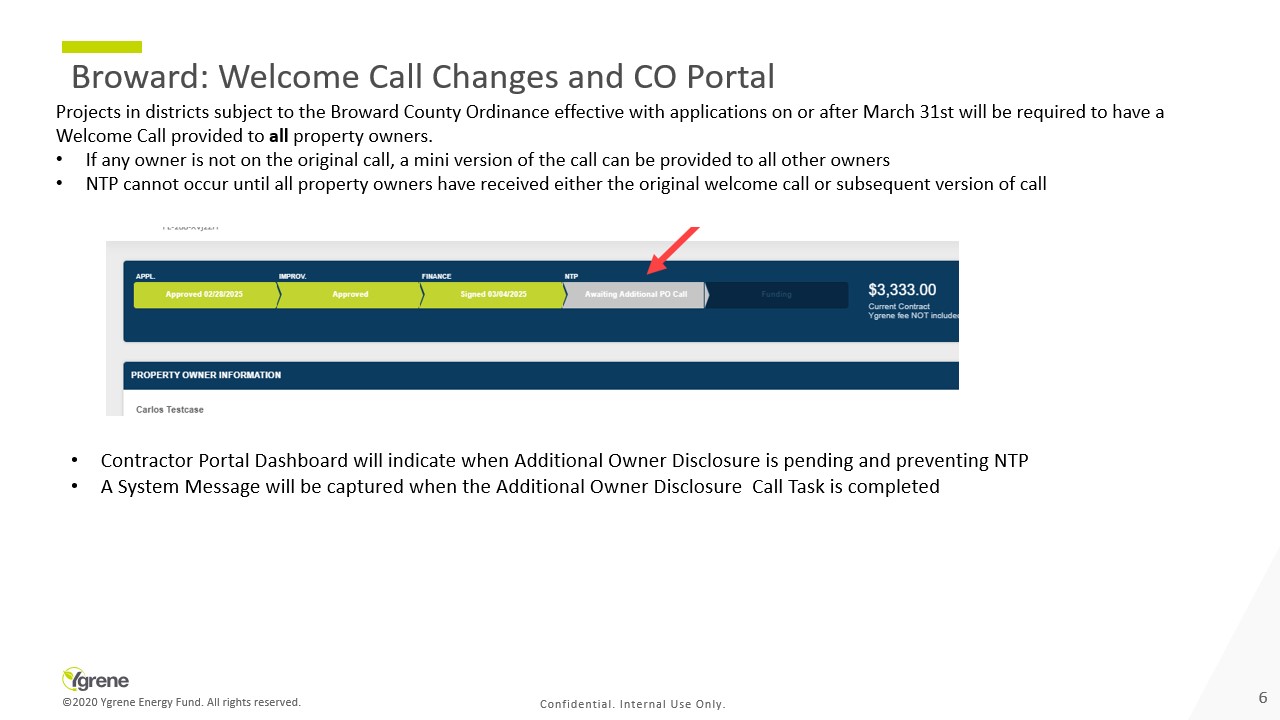 Broward: Welcome Call Changes and CO Portal
Projects in districts subject to the Broward County Ordinance effective with applications on or after March 31st will be required to have a
Welcome Call provided to all property owners.
• If any owner is not on the original call, a mini version of the call can be provided to all other owners
• NTP cannot occur until all property owners have received either the original welcome call or subsequent version of call
APPL. IMPROV. FINANCE NTP
Approved 02/28/2025 Approved Signed 03/04/2025 Awaiting Additional PO Call Funding
$3,333.00
Current Contract
Ygrene fee NOT included
PROPERTY OWNER INFORMATION
Carlos Testcase
• Contractor Portal Dashboard will indicate when Additional Owner Disclosure is pending and preventing NTP
• A System Message will be captured when the Additional Owner Disclosure Call Task is completed
Ygrene
©2020 Ygrene Energy Fund. All rights reserved.
Confidential. Internal Use Only.
6